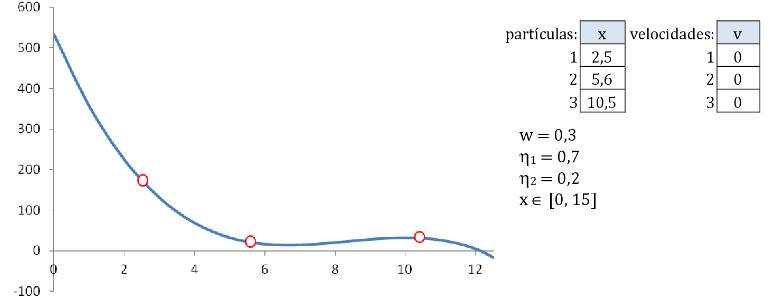 600
500
400
300
200
100
0
-100
0 2 4 6 8 10 12
partículas: x velocidades: v
1 2,5 1 0
2 5,6 2 0
3 10,5 3 0
w = 0,3
η1 = 0,7
η2 = 0,2
x ∈ [0, 15]